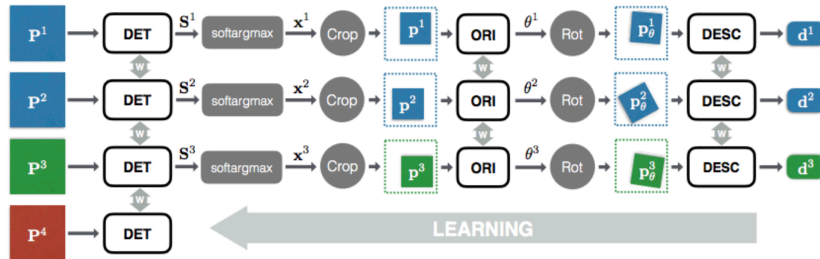 P¹ DET S¹ softargmax x¹ Crop p¹ ORI θ¹ Rot p¹θ DESC d¹
W W W
P² DET S² softargmax x² Crop p² ORI θ² Rot p²θ DESC d²
W W W
P³ DET S³ softargmax x³ Crop p³ ORI θ³ Rot p³θ DESC d³
W
P⁴ DET LEARNING